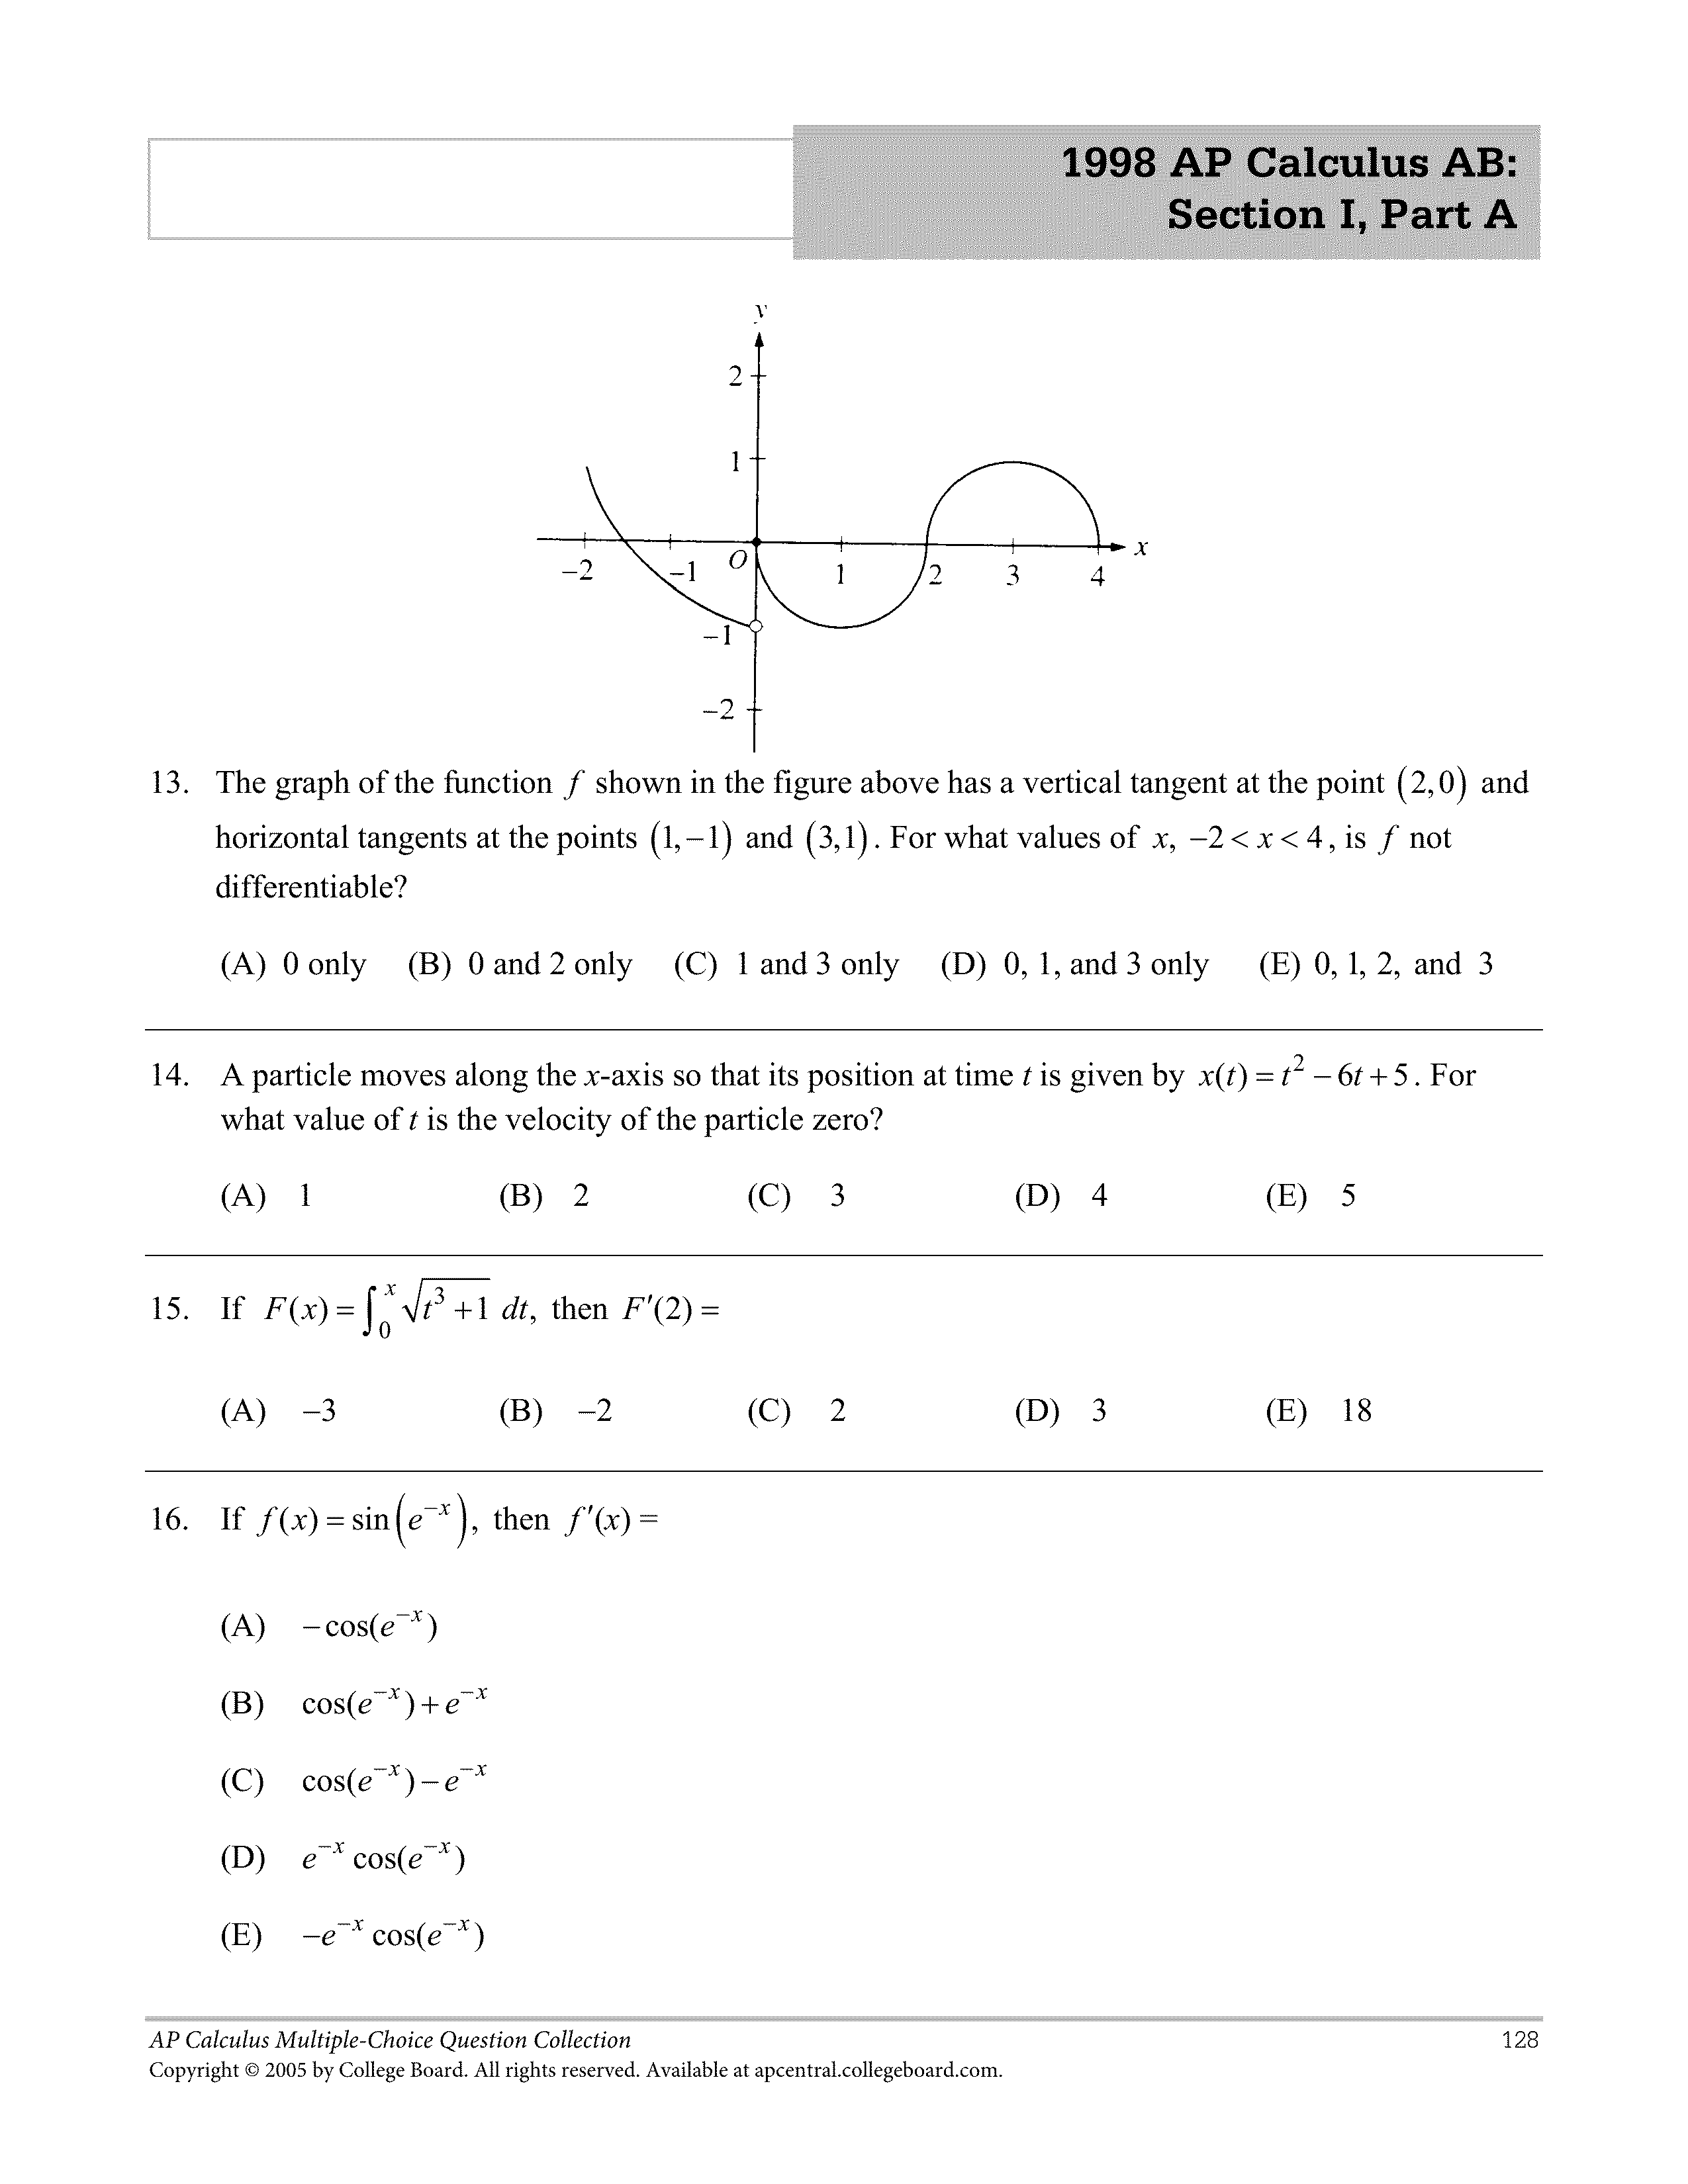 1998 AP Calculus AB:
Section I, Part A
y
2
1
O
x
–2
–1
1
2
3
4
–1
–2
13. The graph of the function f shown in the figure above has a vertical tangent at the point (2,0) and
horizontal tangents at the points (1,–1) and (3,1). For what values of x, –2 < x < 4, is f not
differentiable?
(A) 0 only (B) 0 and 2 only (C) 1 and 3 only (D) 0, 1, and 3 only (E) 0, 1, 2, and 3
14. A particle moves along the x-axis so that its position at time t is given by x(t) = t² − 6t + 5. For
what value of t is the velocity of the particle zero?
(A) 1 (B) 2 (C) 3 (D) 4 (E) 5
15. If F(x) = ∫₀ˣ √(t³ + 1) dt, then F′(2) =
(A) –3 (B) –2 (C) 2 (D) 3 (E) 18
16. If f(x) = sin(e⁻ˣ), then f′(x) =
(A) –cos(e⁻ˣ)
(B) cos(e⁻ˣ) + e⁻ˣ
(C) cos(e⁻ˣ) – e⁻ˣ
(D) e⁻ˣ cos(e⁻ˣ)
(E) –e⁻ˣ cos(e⁻ˣ)
AP Calculus Multiple-Choice Question Collection 128
Copyright © 2005 by College Board. All rights reserved. Available at apcentral.collegeboard.com.